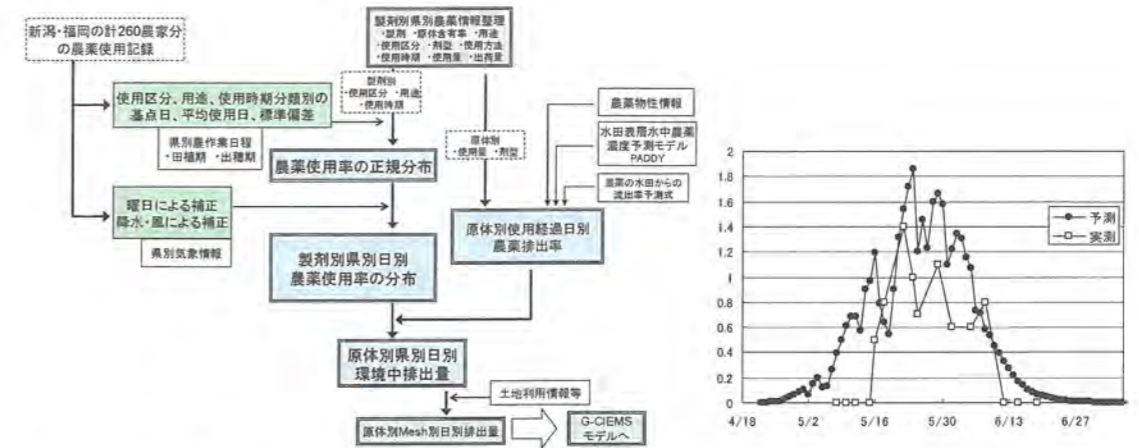 新潟・福岡の計260農家分
の農薬使用記録
製剤別県別農薬情報整理
・製剤 ・原体含有率 ・用途
・使用区分 ・剤型 ・使用方法
・使用時期 ・使用量 ・出荷量
使用区分、用途、使用時期分類別の
基点日、平均使用日、標準偏差
県別農作業日程
・田植期 ・出穂期
製剤別
・使用区分 ・用途
・使用時期
農薬使用率の正規分布
曜日による補正
降水・風による補正
県別気象情報
製剤別県別日別
農薬使用率の分布
原体別
・使用量 ・剤型
農薬物性情報
水田表層水中農薬
濃度予測モデル
PADDY
農薬の水田からの
流出率予測式
原体別使用経過日別
農薬排出率
原体別県別日別
環境中排出量
土地利用情報等
原体別Mesh別日別排出量
G-CIEMS
モデルへ
2
1.8
1.6
1.4
1.2
1
0.8
0.6
0.4
0.2
0
4/18 5/2 5/16 5/30 6/13 6/27
予測
実測